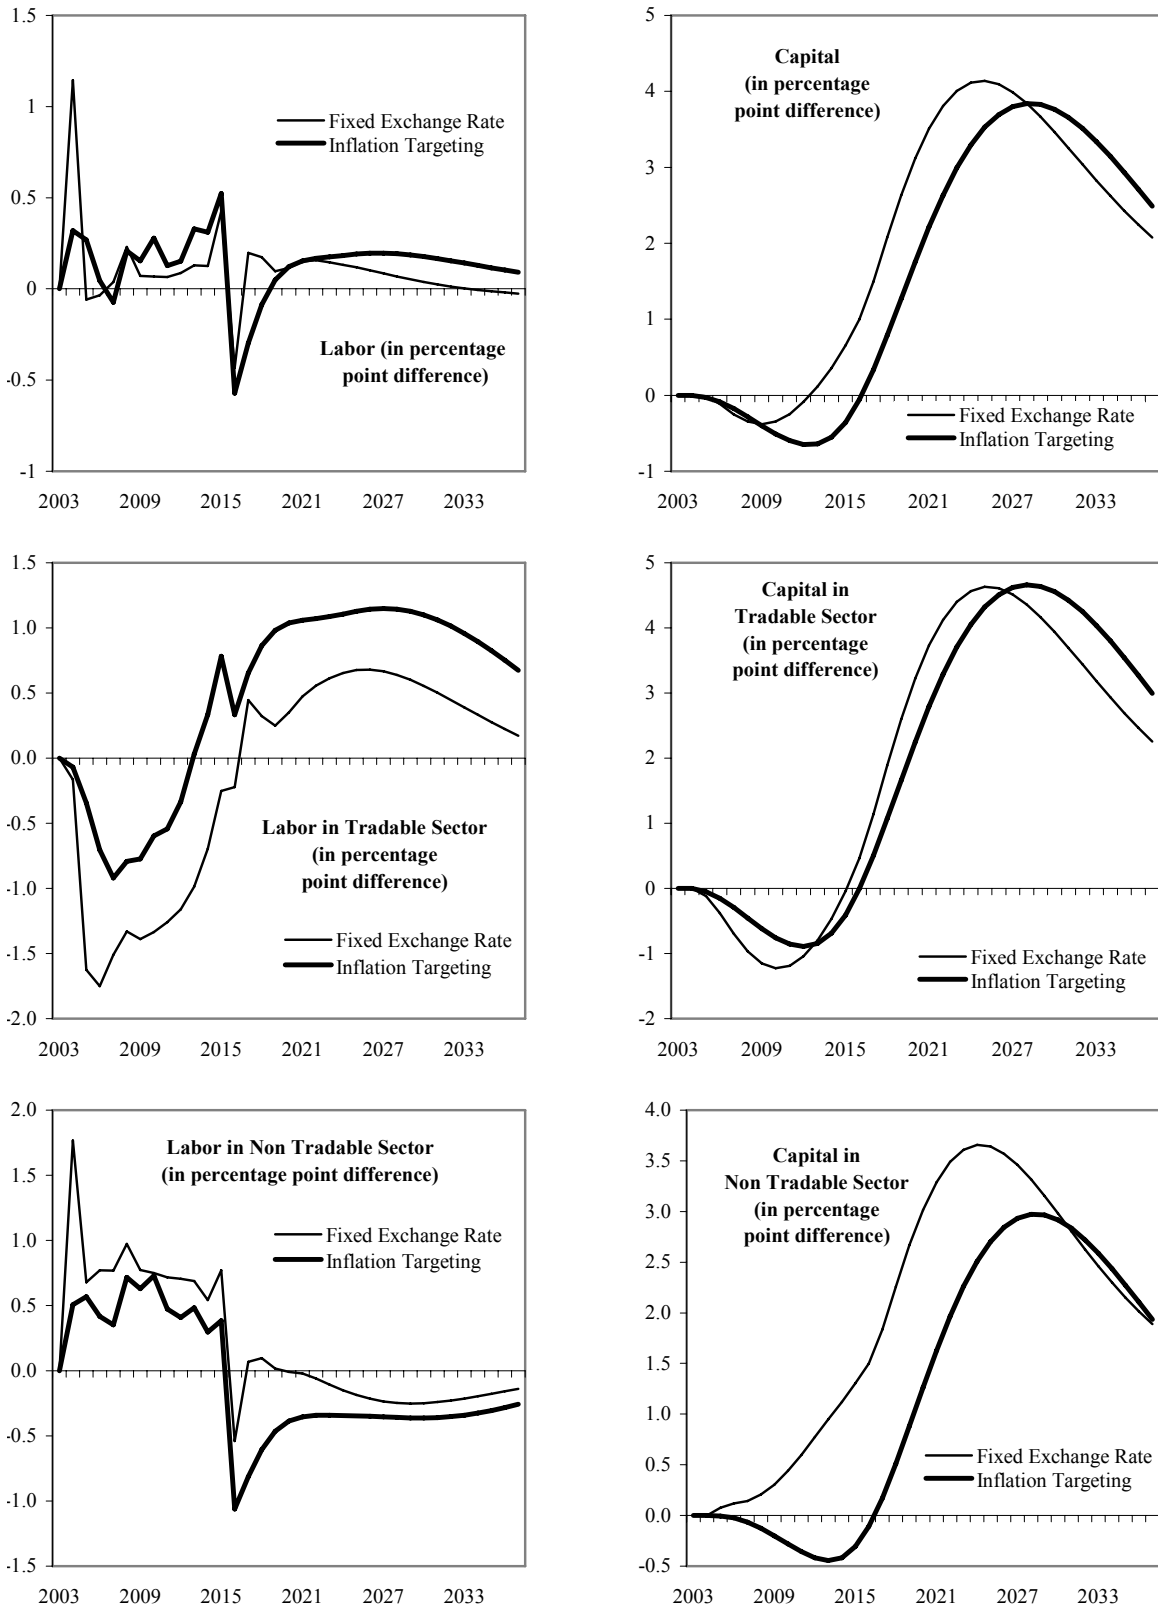 1.5
1
0.5
0
-0.5
-1
Fixed Exchange Rate
Inflation Targeting
Labor (in percentage
point difference)
2003 2009 2015 2021 2027 2033
5
4
3
2
1
0
-1
Capital
(in percentage
point difference)
Fixed Exchange Rate
Inflation Targeting
2003 2009 2015 2021 2027 2033
1.5
1.0
0.5
0.0
-0.5
-1.0
-1.5
-2.0
Labor in Tradable Sector
(in percentage
point difference)
Fixed Exchange Rate
Inflation Targeting
2003 2009 2015 2021 2027 2033
5
4
3
2
1
0
-1
-2
Capital in
Tradable Sector
(in percentage
point difference)
Fixed Exchange Rate
Inflation Targeting
2003 2009 2015 2021 2027 2033
2.0
1.5
1.0
0.5
0.0
-0.5
-1.0
-1.5
Labor in Non Tradable Sector
(in percentage point difference)
Fixed Exchange Rate
Inflation Targeting
2003 2009 2015 2021 2027 2033
4.0
3.5
3.0
2.5
2.0
1.5
1.0
0.5
0.0
-0.5
Capital in
Non Tradable Sector
(in percentage
point difference)
Fixed Exchange Rate
Inflation Targeting
2003 2009 2015 2021 2027 2033